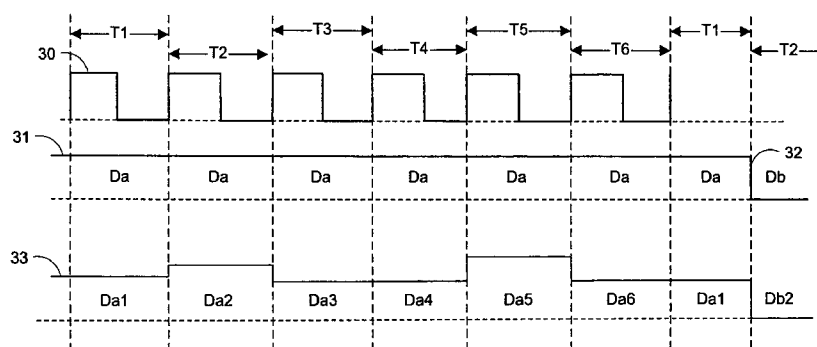 T1 T2 T3 T4 T5 T6 T1 T2
30
31
32
Da Da Da Da Da Da Da Db
33
Da1 Da2 Da3 Da4 Da5 Da6 Da1 Db2